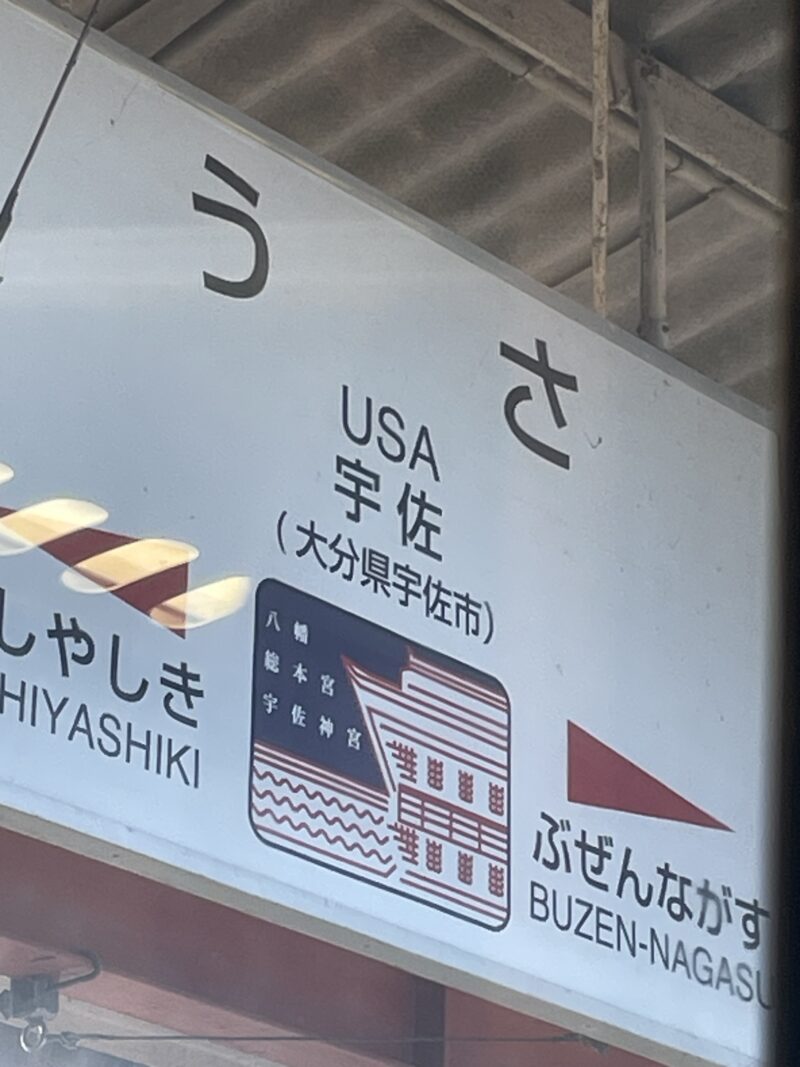 うさ
USA
宇佐
(大分県宇佐市)
八幡
総本宮
宇佐神宮
しやしき
HIYASHIKI
ぶぜんながす
BUZEN-NAGASU